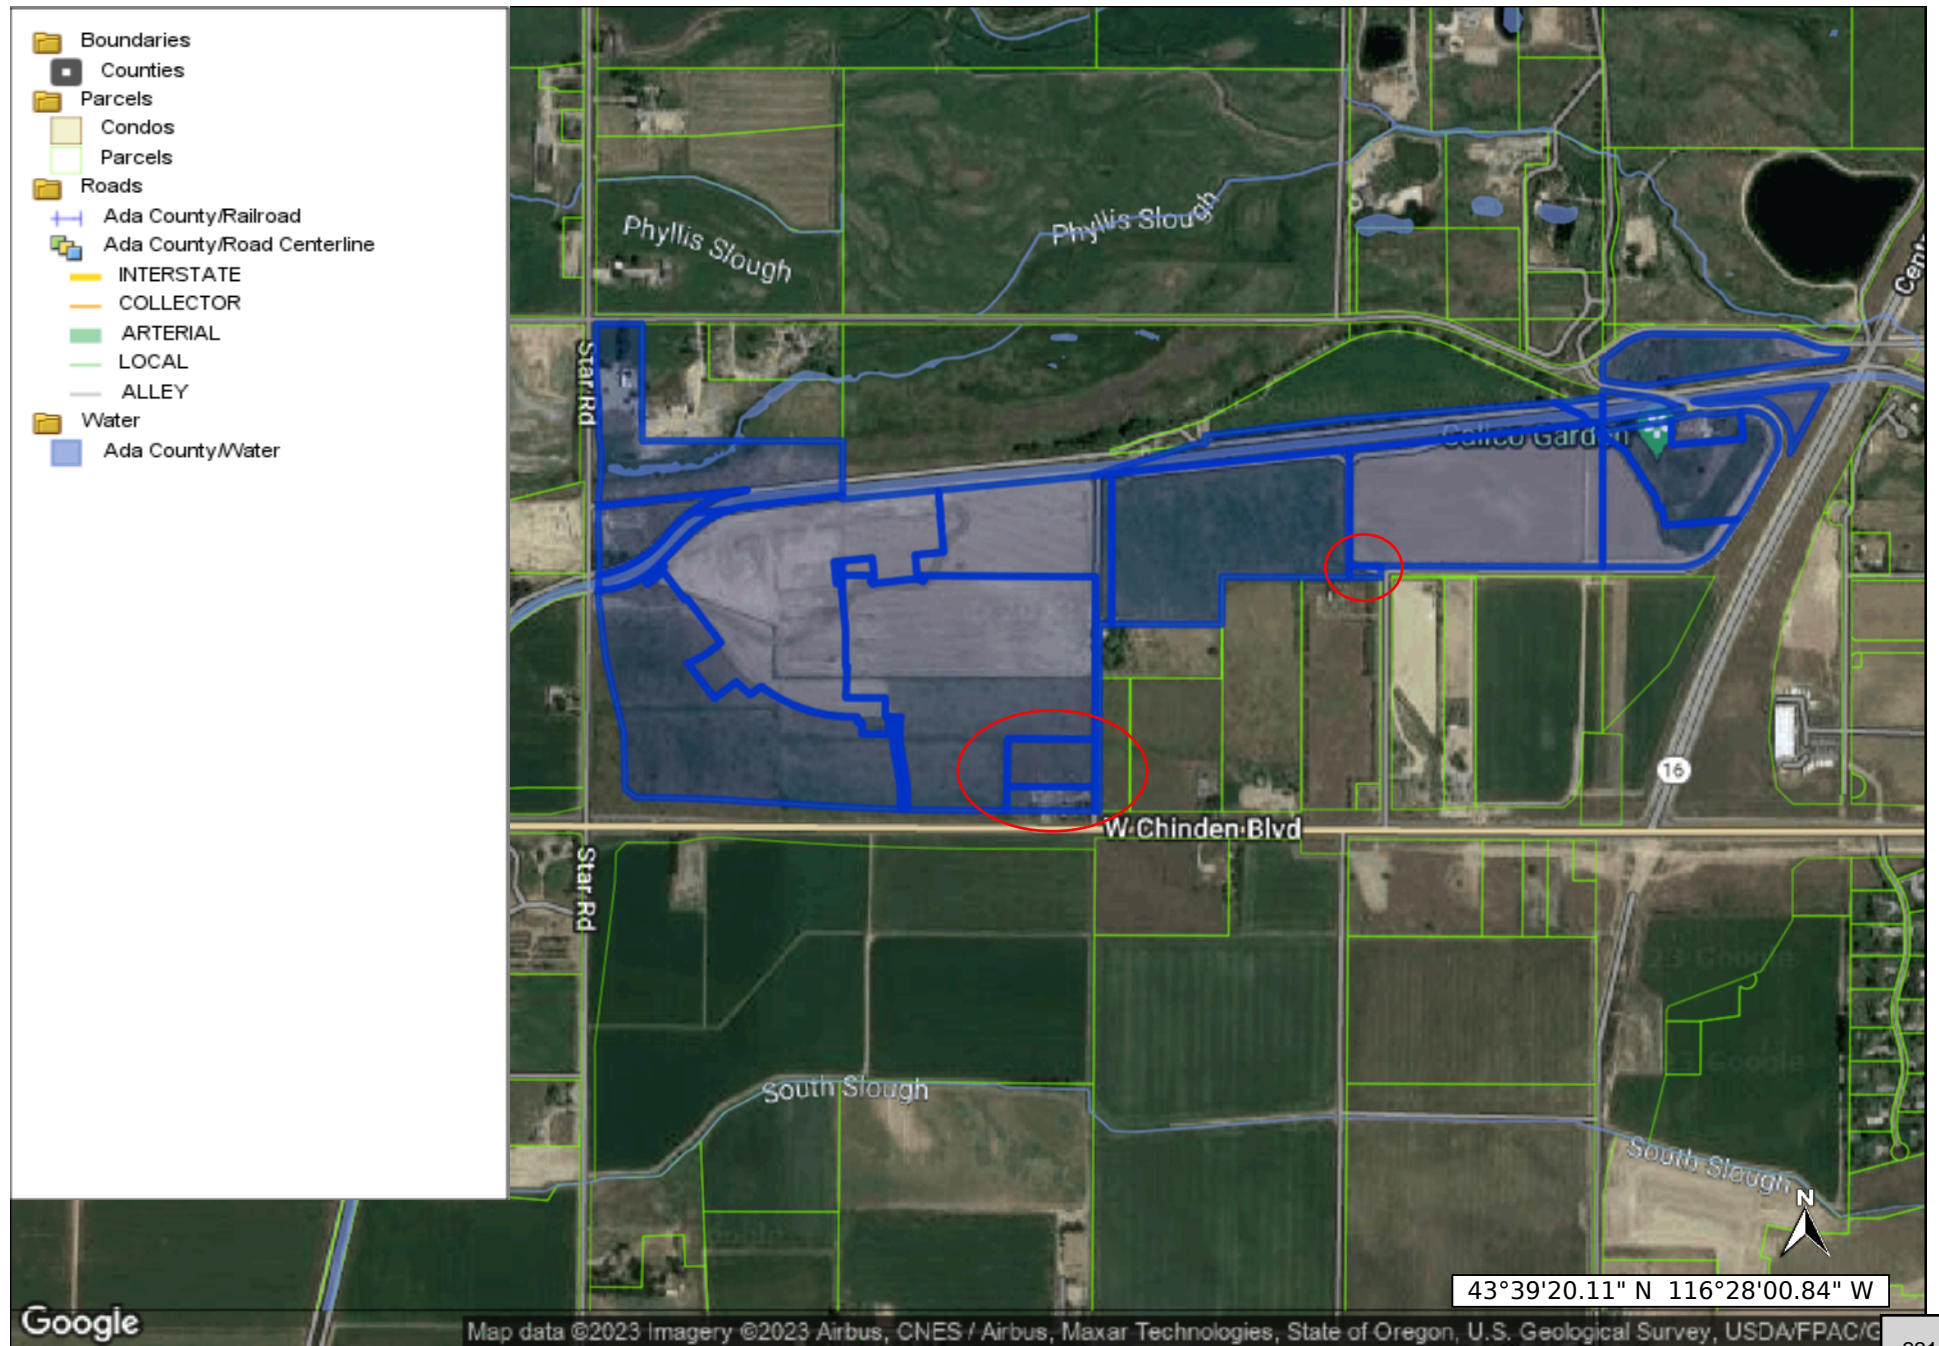 Boundaries
Counties
Parcels
Condos
Parcels
Roads
Ada County/Railroad
Ada County/Road Centerline
INTERSTATE
COLLECTOR
ARTERIAL
LOCAL
ALLEY
Water
Ada County/Water
Phyllis Slough
Phyllis Slough
Star Rd
Calico Garden
16
W Chinden Blvd
Star Rd
South Slough
South Slough
N
43°39'20.11" N 116°28'00.84" W
Google
Map data ©2023 Imagery ©2023 Airbus, CNES / Airbus, Maxar Technologies, State of Oregon, U.S. Geological Survey, USDA/FPAC/G